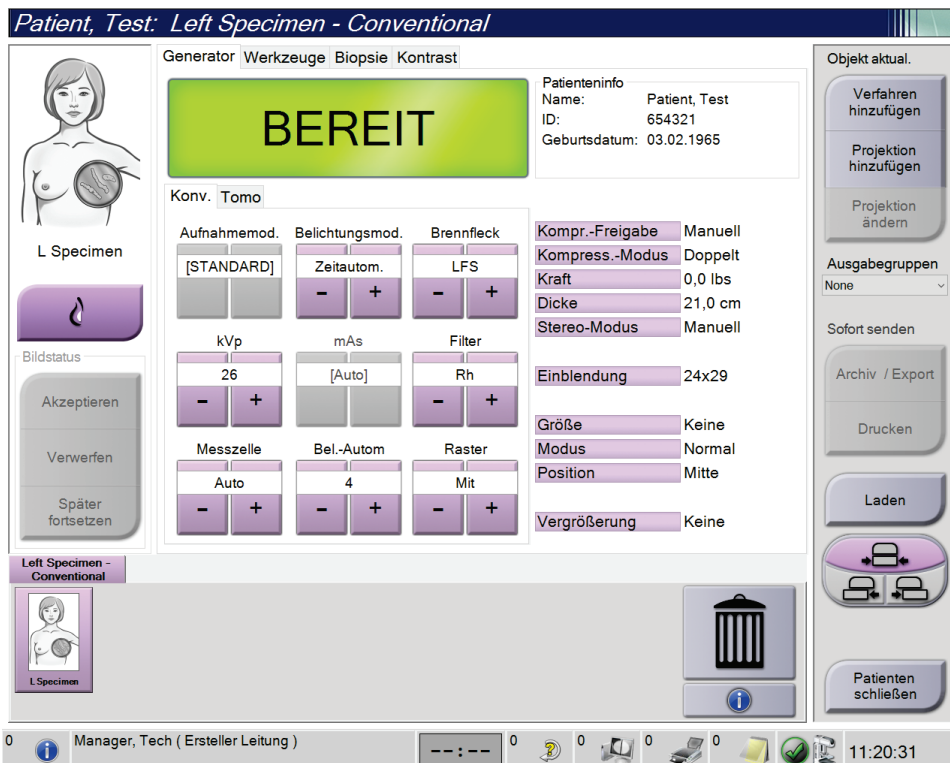 Patient, Test: Left Specimen - Conventional
L Specimen
Bildstatus
Akzeptieren
Verwerfen
Später
fortsetzen
Generator Werkzeuge Biopsie Kontrast
BEREIT
Patienteninfo
Name: Patient, Test
ID: 654321
Geburtsdatum: 03.02.1965
Konv. Tomo
Aufnahmemod. Belichtungsmod. Brennfleck
[STANDARD] Zeitautom. LFS
- + - +
kVp mAs Filter
26 [Auto] Rh
- + - +
Messzelle Bel.-Autom Raster
Auto 4 Mit
- + - + - +
Kompr.-Freigabe Manuell
Kompress.-Modus Doppelt
Kraft 0,0 lbs
Dicke 21,0 cm
Stereo-Modus Manuell
Einblendung 24x29
Größe Keine
Modus Normal
Position Mitte
Vergrößerung Keine
Objekt aktual.
Verfahren
hinzufügen
Projektion
hinzufügen
Projektion
ändern
Ausgabegruppen
None
Sofort senden
Archiv / Export
Drucken
Laden
Patienten
schließen
Left Specimen -
Conventional
L Specimen
0 Manager, Tech ( Ersteller Leitung ) --:-- 0 0 0 0 11:20:31